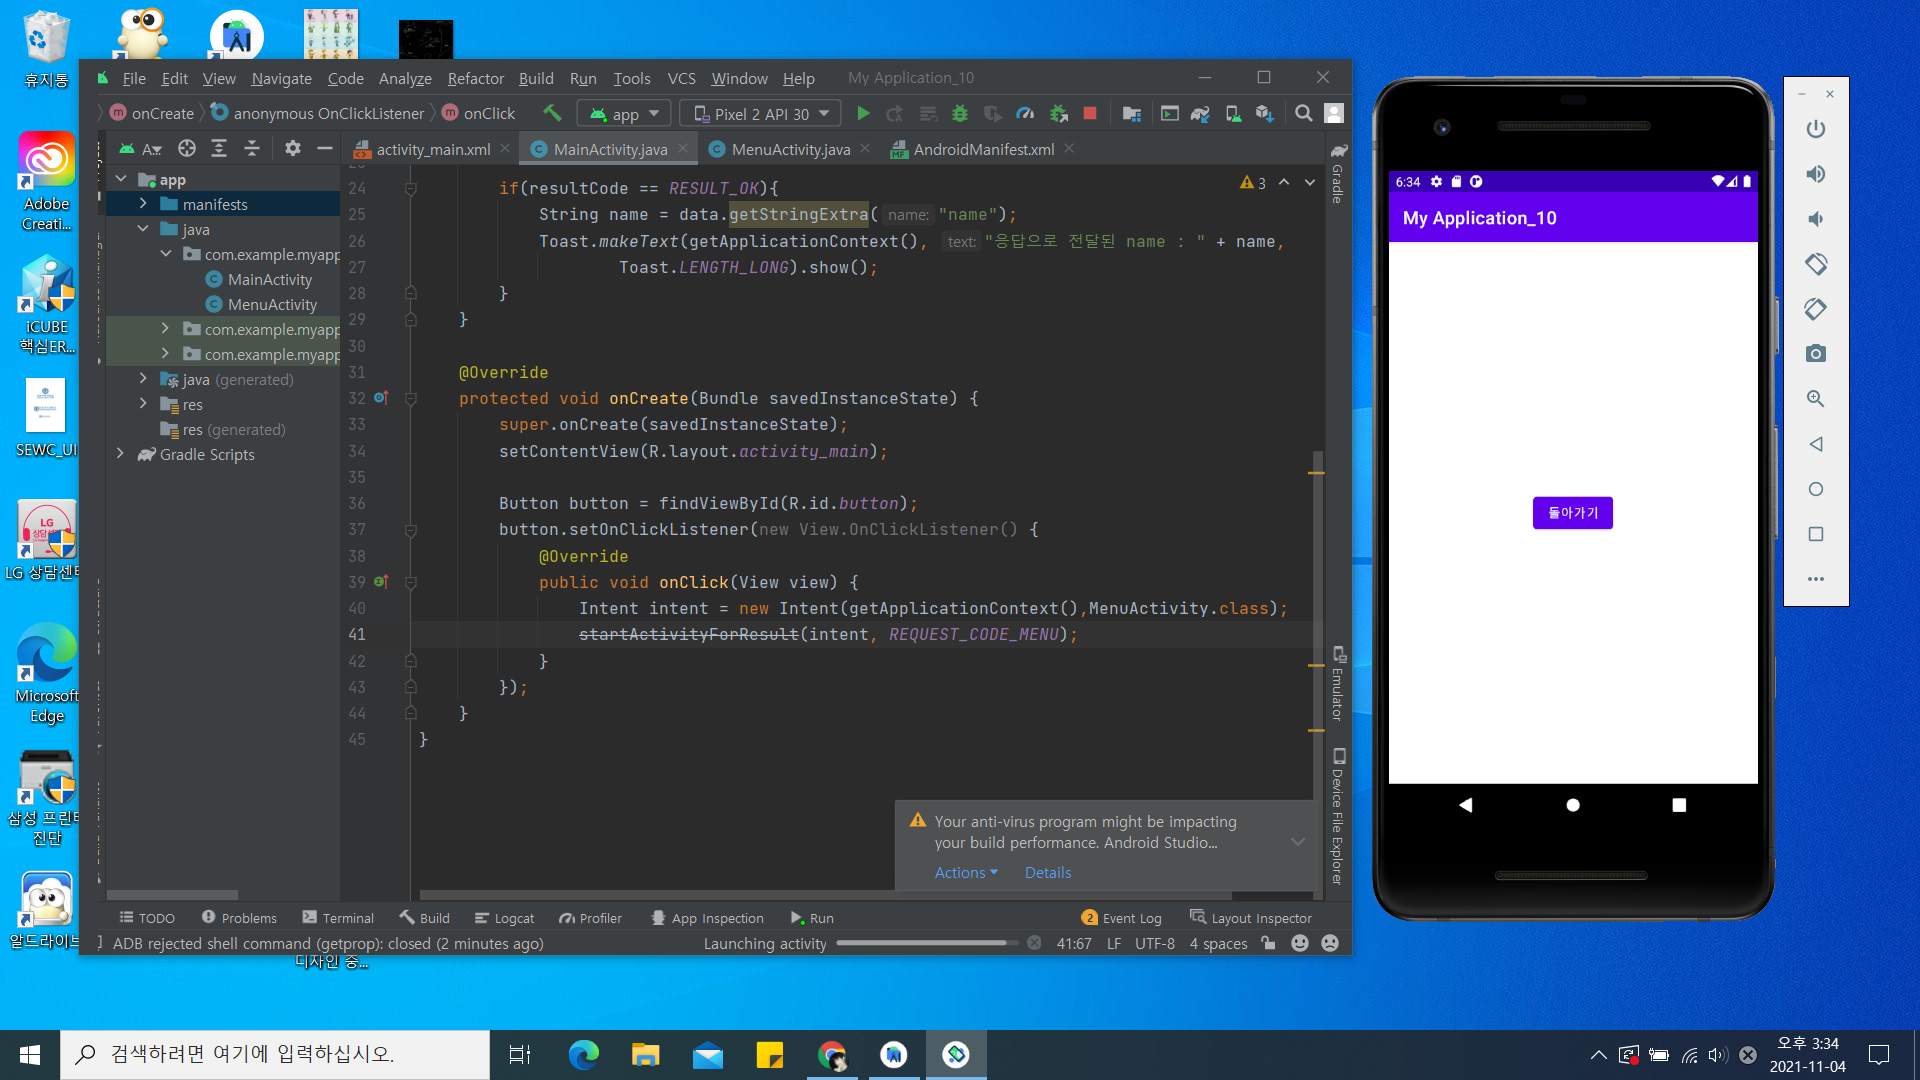 휴지통
Adobe
Creati...
iCUBE
핵심ER...
SEWC_UI
LG 상담센터
Microsoft
Edge
삼성 프린터
진단
알드라이브
디자인 중...
File Edit View Navigate Code Analyze Refactor Build Run Tools VCS Window Help My Application_10
onCreate anonymous OnClickListener onClick app Pixel 2 API 30
A... activity_main.xml MainActivity.java MenuActivity.java AndroidManifest.xml
app
manifests
java
com.example.myapp
MainActivity
MenuActivity
com.example.myapp
com.example.myapp
java (generated)
res
res (generated)
Gradle Scripts
3
24 if(resultCode == RESULT_OK){
25 String name = data.getStringExtra( name: "name");
26 Toast.makeText(getApplicationContext(), text: "응답으로 전달된 name : " + name,
27 Toast.LENGTH_LONG).show();
28 }
29 }
30
31 @Override
32 protected void onCreate(Bundle savedInstanceState) {
33 super.onCreate(savedInstanceState);
34 setContentView(R.layout.activity_main);
35
36 Button button = findViewById(R.id.button);
37 button.setOnClickListener(new View.OnClickListener() {
38 @Override
39 public void onClick(View view) {
40 Intent intent = new Intent(getApplicationContext(),MenuActivity.class);
41 startActivityForResult(intent, REQUEST_CODE_MENU);
42 }
43 });
44 }
45 }
Gradle
Emulator
Device File Explorer
Your anti-virus program might be impacting
your build performance. Android Studio...
Actions Details
TODO Problems Terminal Build Logcat Profiler App Inspection Run 2 Event Log Layout Inspector
ADB rejected shell command (getprop): closed (2 minutes ago) Launching activity 41:67 LF UTF-8 4 spaces
6:34
My Application_10
돌아가기
검색하려면 여기에 입력하십시오.
오후 3:34
2021-11-04